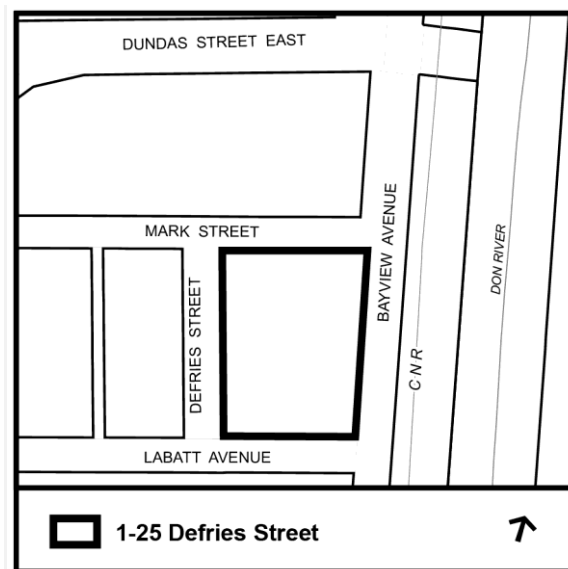 DUNDAS STREET EAST
MARK STREET
BAYVIEW AVENUE
DON RIVER
DEFRIES STREET
C N R
LABATT AVENUE
1-25 Defries Street